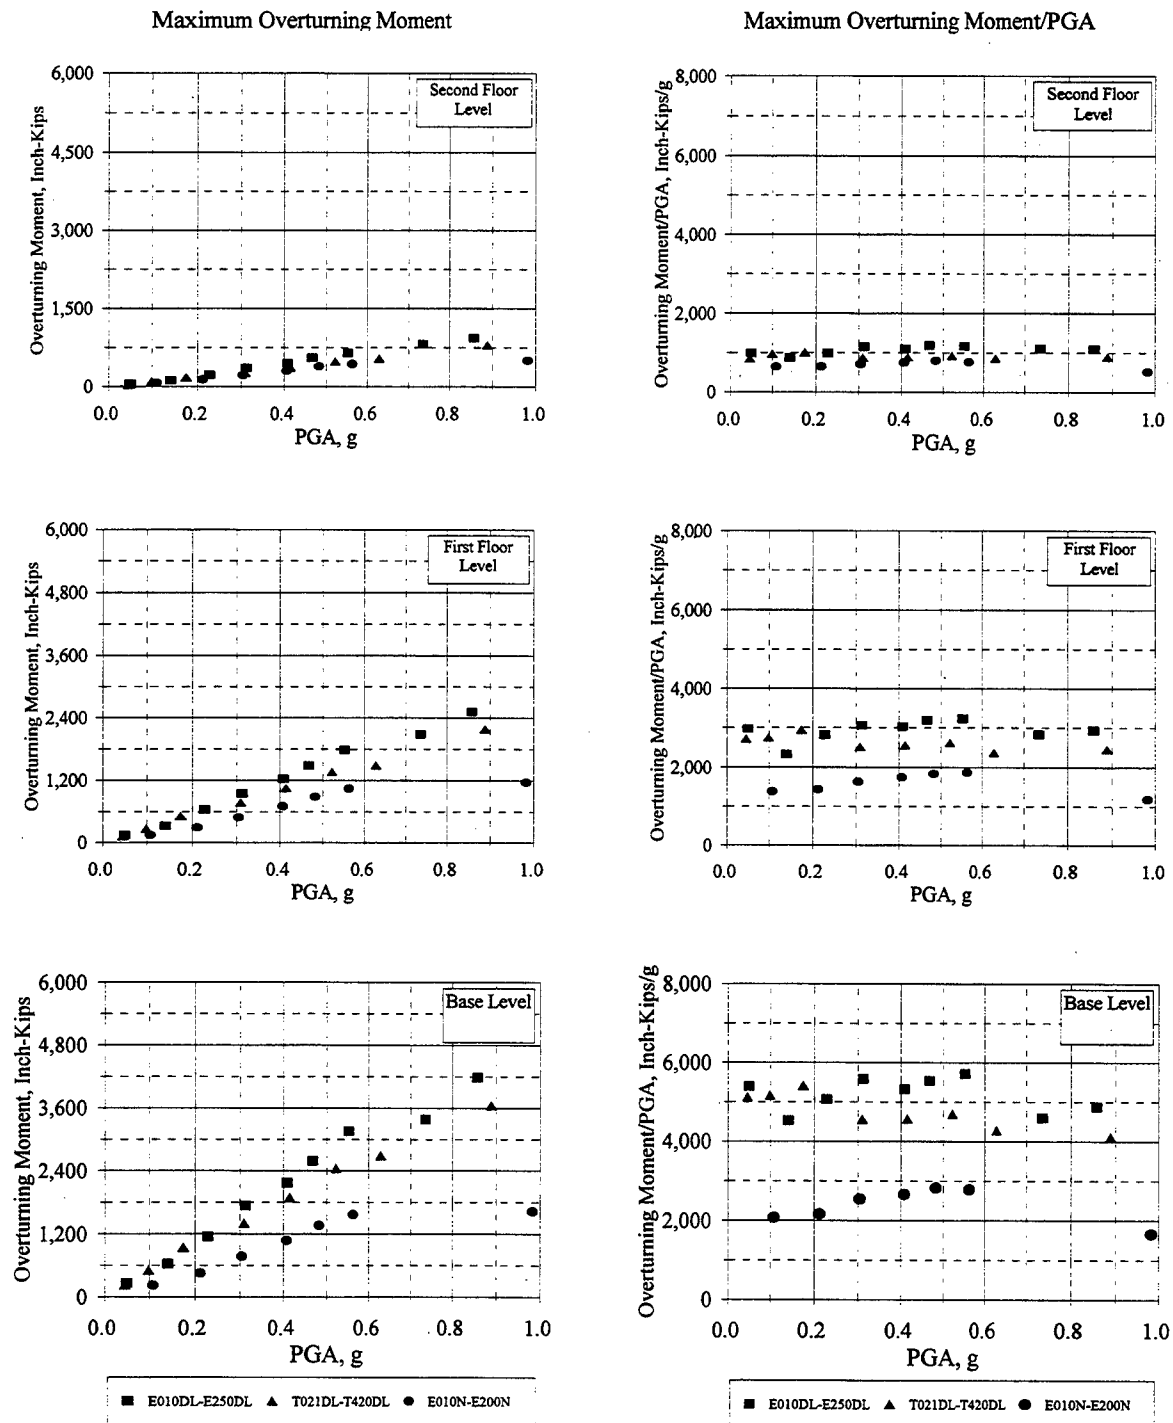 Maximum Overturning Moment
Maximum Overturning Moment/PGA
Overturning Moment, Inch-Kips
6,000
4,500
3,000
1,500
0
Second Floor
Level
0.0 0.2 0.4 0.6 0.8 1.0
PGA, g
Overturning Moment/PGA, Inch-Kips/g
8,000
6,000
4,000
2,000
0
Second Floor
Level
0.0 0.2 0.4 0.6 0.8 1.0
PGA, g
Overturning Moment, Inch-Kips
6,000
4,800
3,600
2,400
1,200
0
First Floor
Level
0.0 0.2 0.4 0.6 0.8 1.0
PGA, g
Overturning Moment/PGA, Inch-Kips/g
8,000
6,000
4,000
2,000
0
First Floor
Level
0.0 0.2 0.4 0.6 0.8 1.0
PGA, g
Overturning Moment, Inch-Kips
6,000
4,800
3,600
2,400
1,200
0
Base Level
0.0 0.2 0.4 0.6 0.8 1.0
PGA, g
Overturning Moment/PGA, Inch-Kips/g
8,000
6,000
4,000
2,000
0
Base Level
0.0 0.2 0.4 0.6 0.8 1.0
PGA, g
E010DL-E250DL T021DL-T420DL E010N-E200N
E010DL-E250DL T021DL-T420DL E010N-E200N